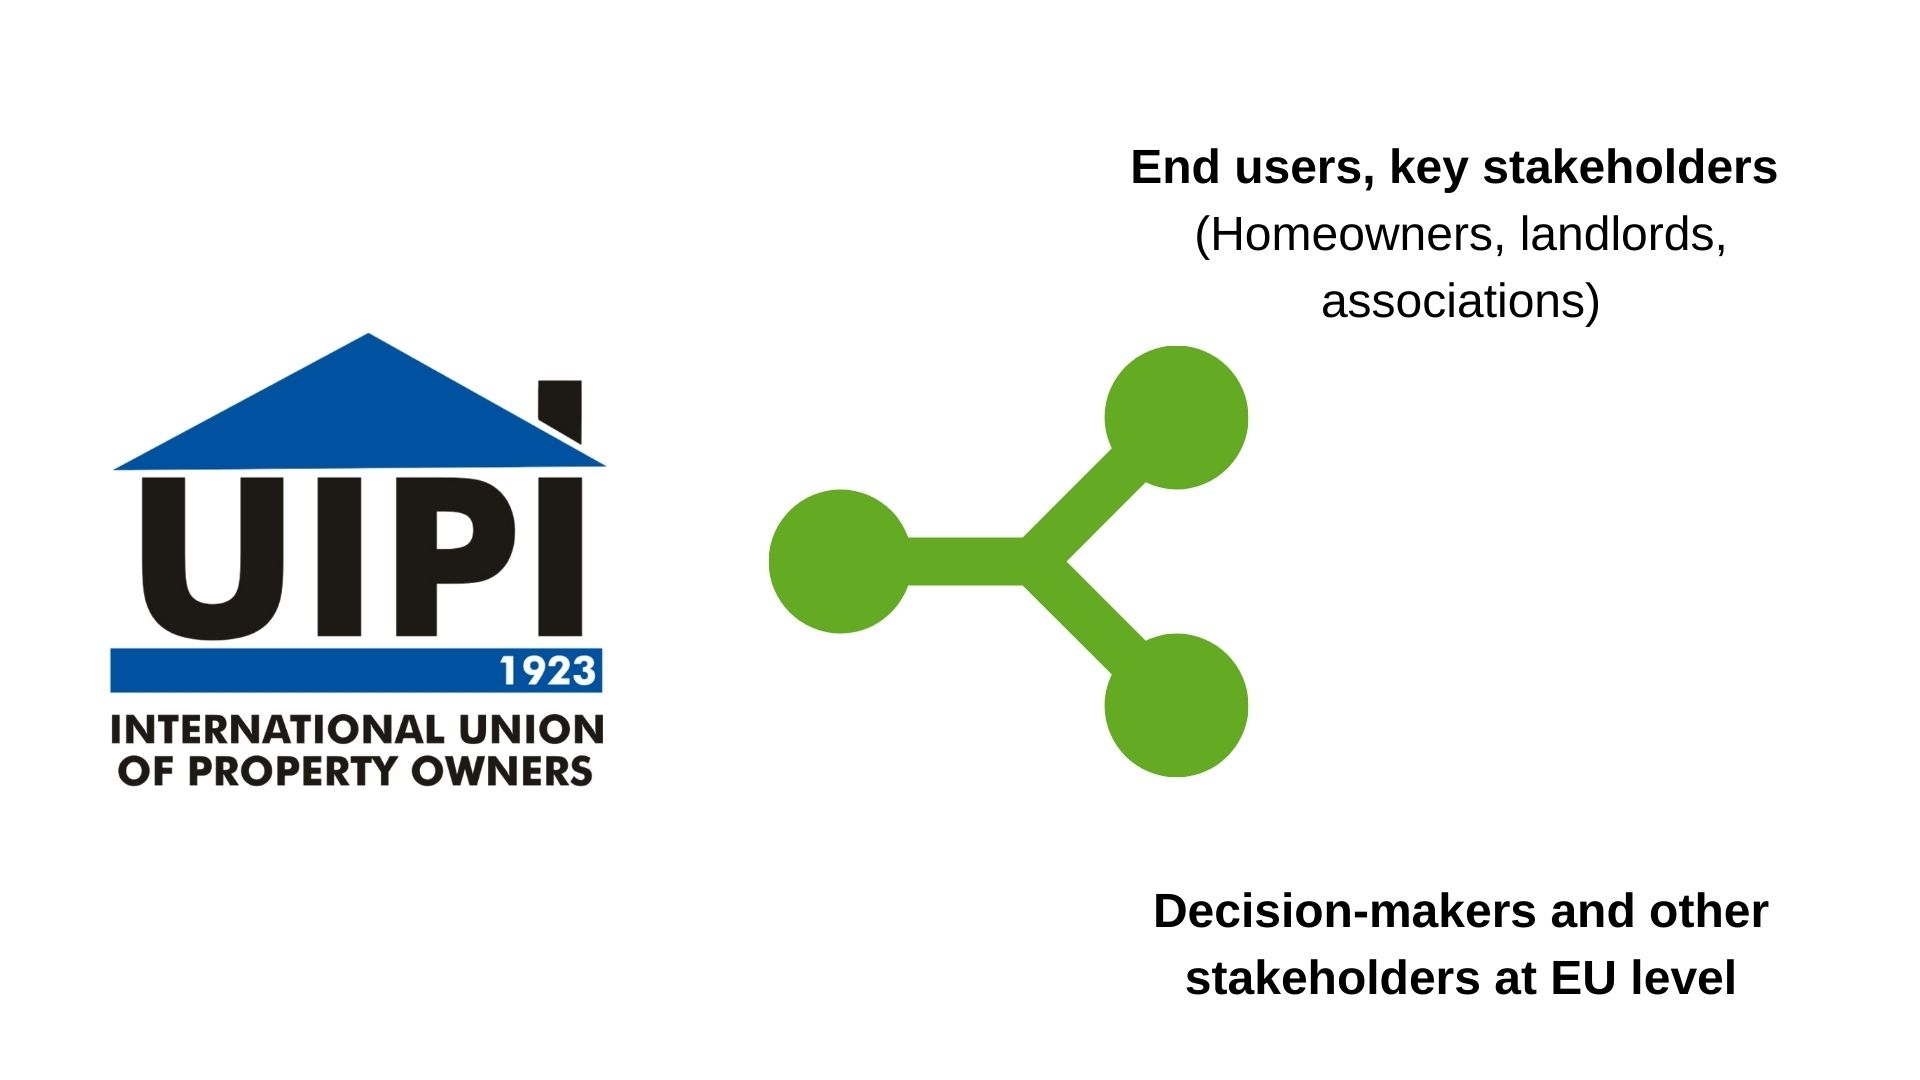 End users, key stakeholders
(Homeowners, landlords,
associations)
UIPI
1923
INTERNATIONAL UNION
OF PROPERTY OWNERS
Decision-makers and other
stakeholders at EU level